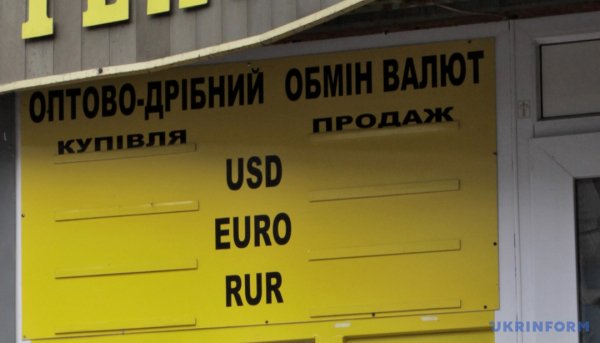 ОПТОВО-ДРІБНИЙ ОБМІН ВАЛЮТ
КУПІВЛЯ ПРОДАЖ
USD
EURO
RUR
UKRINFORM